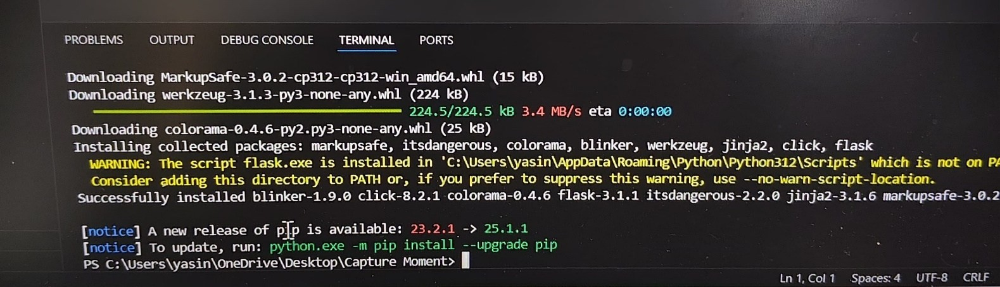 PROBLEMS OUTPUT DEBUG CONSOLE TERMINAL PORTS
Downloading MarkupSafe-3.0.2-cp312-cp312-win_amd64.whl (15 kB)
Downloading werkzeug-3.1.3-py3-none-any.whl (224 kB)
224.5/224.5 kB 3.4 MB/s eta 0:00:00
Downloading colorama-0.4.6-py2.py3-none-any.whl (25 kB)
Installing collected packages: markupsafe, itsdangerous, colorama, blinker, werkzeug, jinja2, click, flask
WARNING: The script flask.exe is installed in 'C:\Users\yasin\AppData\Roaming\Python\Python312\Scripts' which is not on PA
Consider adding this directory to PATH or, if you prefer to suppress this warning, use --no-warn-script-location.
Successfully installed blinker-1.9.0 click-8.2.1 colorama-0.4.6 flask-3.1.1 itsdangerous-2.2.0 jinja2-3.1.6 markupsafe-3.0.2
[notice] A new release of pip is available: 23.2.1 -> 25.1.1
[notice] To update, run: python.exe -m pip install --upgrade pip
PS C:\Users\yasin\OneDrive\Desktop\Capture Moment>
Ln 1, Col 1 Spaces: 4 UTF-8 CRLF